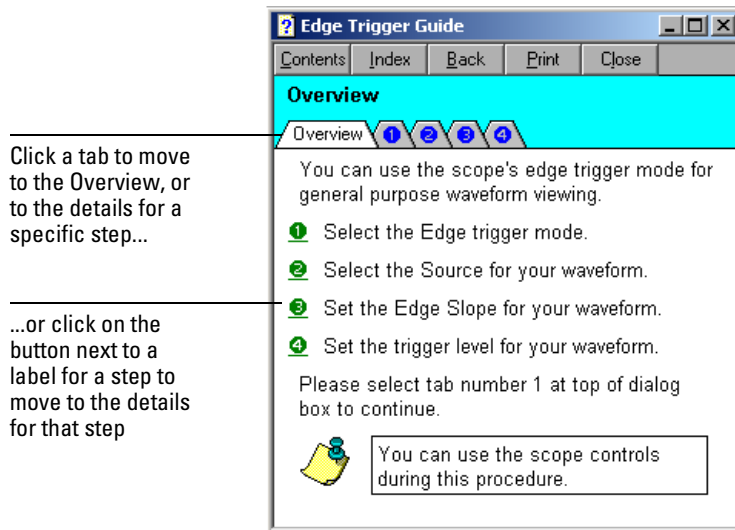 Edge Trigger Guide
Contents Index Back Print Close
Overview
Overview 1 2 3 4
Click a tab to move
to the Overview, or
to the details for a
specific step...
You can use the scope's edge trigger mode for
general purpose waveform viewing.
1 Select the Edge trigger mode.
2 Select the Source for your waveform.
3 Set the Edge Slope for your waveform.
4 Set the trigger level for your waveform.
...or click on the
button next to a
label for a step to
move to the details
for that step
Please select tab number 1 at top of dialog
box to continue.
You can use the scope controls
during this procedure.